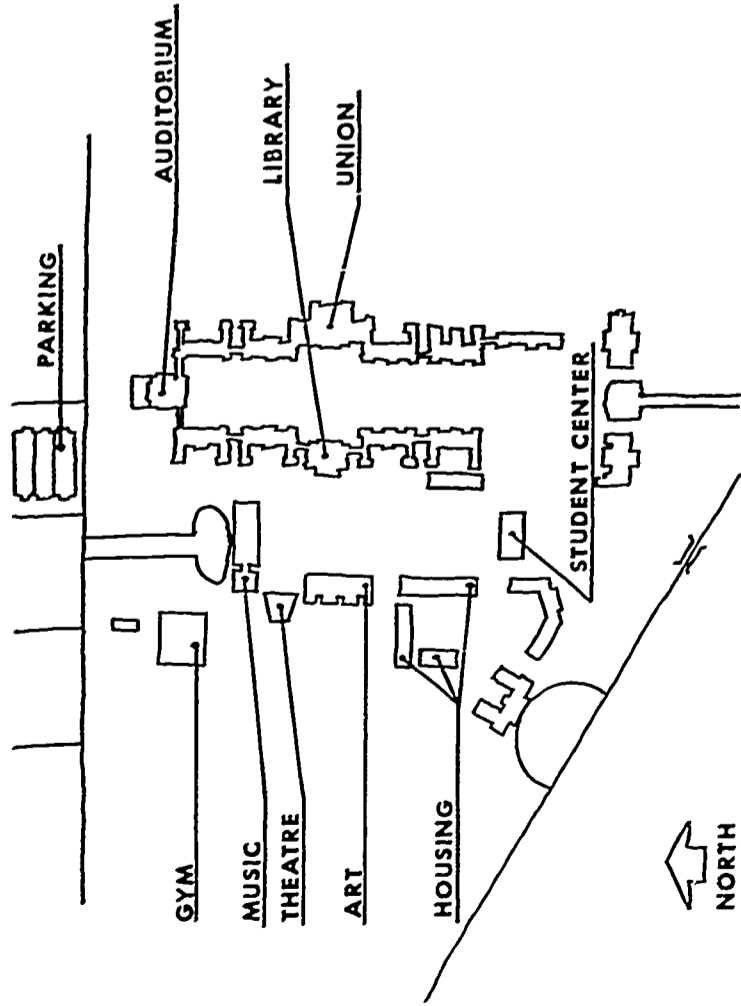 PARKING
AUDITORIUM
LIBRARY
UNION
STUDENT CENTER
GYM
MUSIC
THEATRE
ART
HOUSING
NORTH